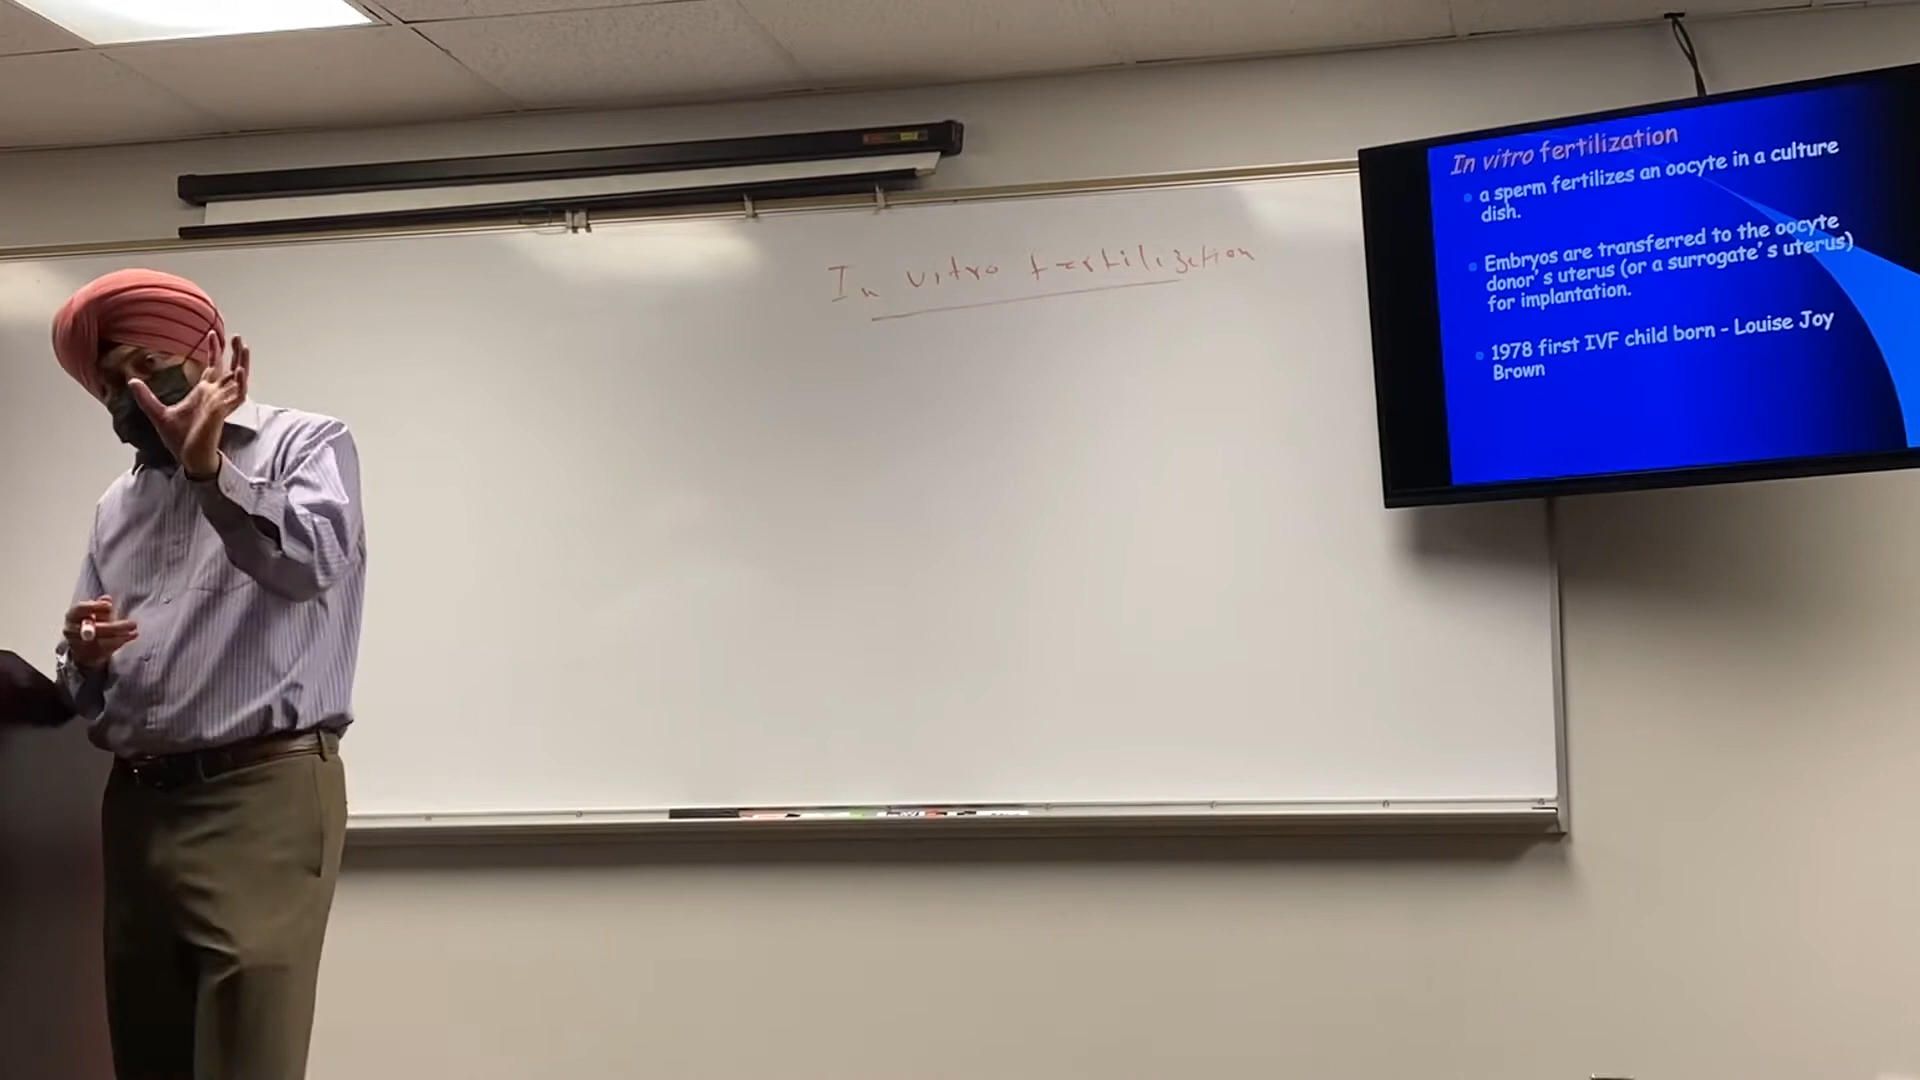 In vitro fertilization
In vitro fertilization
a sperm fertilizes an oocyte in a culture
dish.
Embryos are transferred to the oocyte
donor's uterus (or a surrogate's uterus)
for implantation.
1978 first IVF child born - Louise Joy
Brown